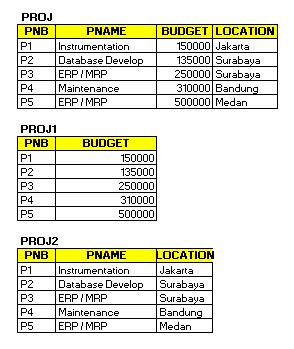 PROJ
PNB PNAME BUDGET LOCATION
P1 Instrumentation 150000 Jakarta
P2 Database Develop 135000 Surabaya
P3 ERP / MRP 250000 Surabaya
P4 Maintenance 310000 Bandung
P5 ERP / MRP 500000 Medan
PROJ1
PNB BUDGET
P1 150000
P2 135000
P3 250000
P4 310000
P5 500000
PROJ2
PNB PNAME LOCATION
P1 Instrumentation Jakarta
P2 Database Develop Surabaya
P3 ERP / MRP Surabaya
P4 Maintenance Bandung
P5 ERP / MRP Medan